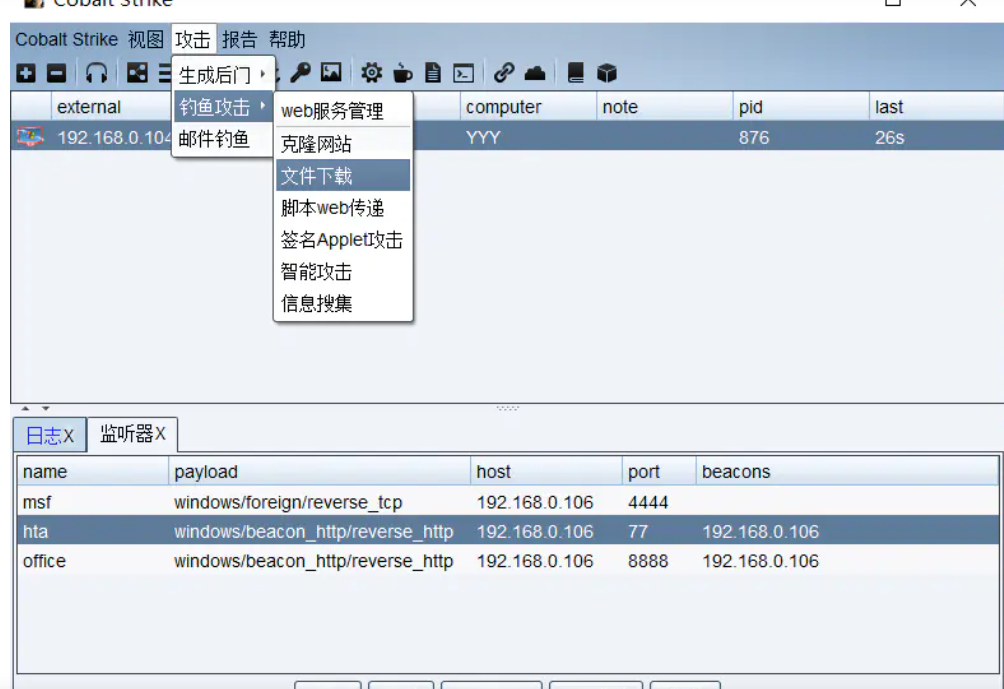 Cobalt Strike
Cobalt Strike 视图 攻击 报告 帮助
生成后门
钓鱼攻击
邮件钓鱼
web服务管理
克隆网站
文件下载
脚本web传递
签名Applet攻击
智能攻击
信息搜集
external computer note pid last
192.168.0.104 YYY 876 26s
日志X 监听器X
name payload host port beacons
msf windows/foreign/reverse_tcp 192.168.0.106 4444
hta windows/beacon_http/reverse_http 192.168.0.106 77 192.168.0.106
office windows/beacon_http/reverse_http 192.168.0.106 8888 192.168.0.106